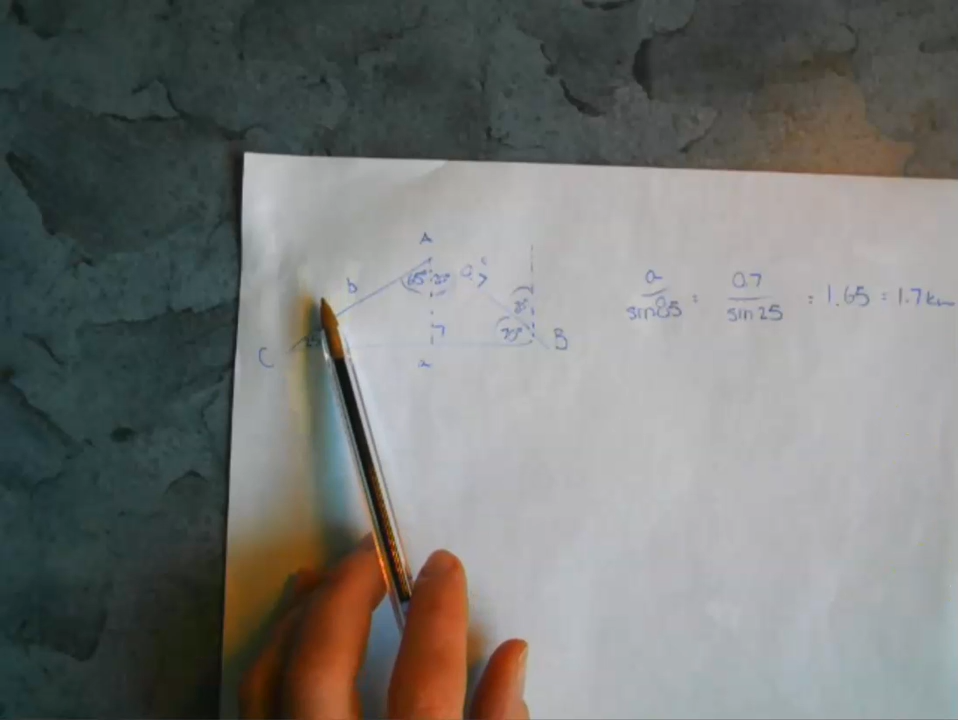 A
65° 20° 0.7
b
C
B
a
a/sin85 = 0.7/sin25 = 1.65 = 1.7km